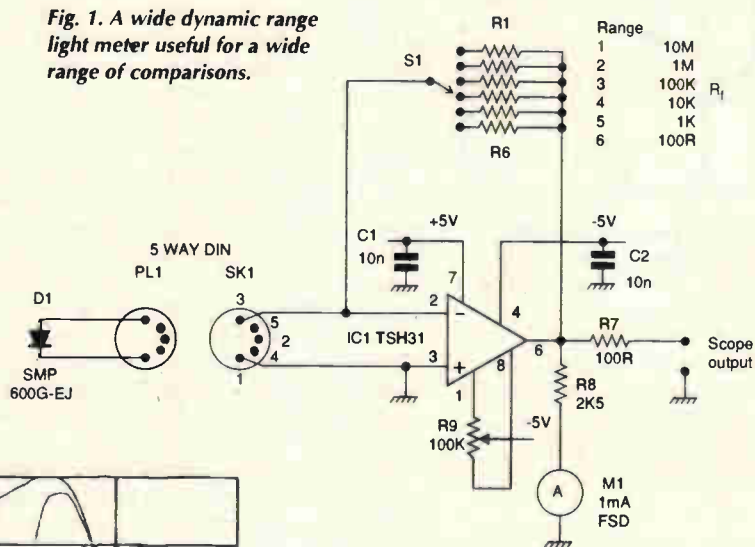 Fig. 1. A wide dynamic range
light meter useful for a wide
range of comparisons.
R1
S1
R6
Range
1 10M
2 1M
3 100K
4 10K
5 1K
6 100R
Rf
5 WAY DIN
PL1
SK1
D1
SMP
600G-EJ
3
5
2
4
1
C1
10n
+5V
7
-5V
4
C2
10n
2
−
IC1 TSH31
3
+
6
8
1
R7
100R
Scope
output
R8
2K5
R9
100K
-5V
A
M1
1mA
FSD